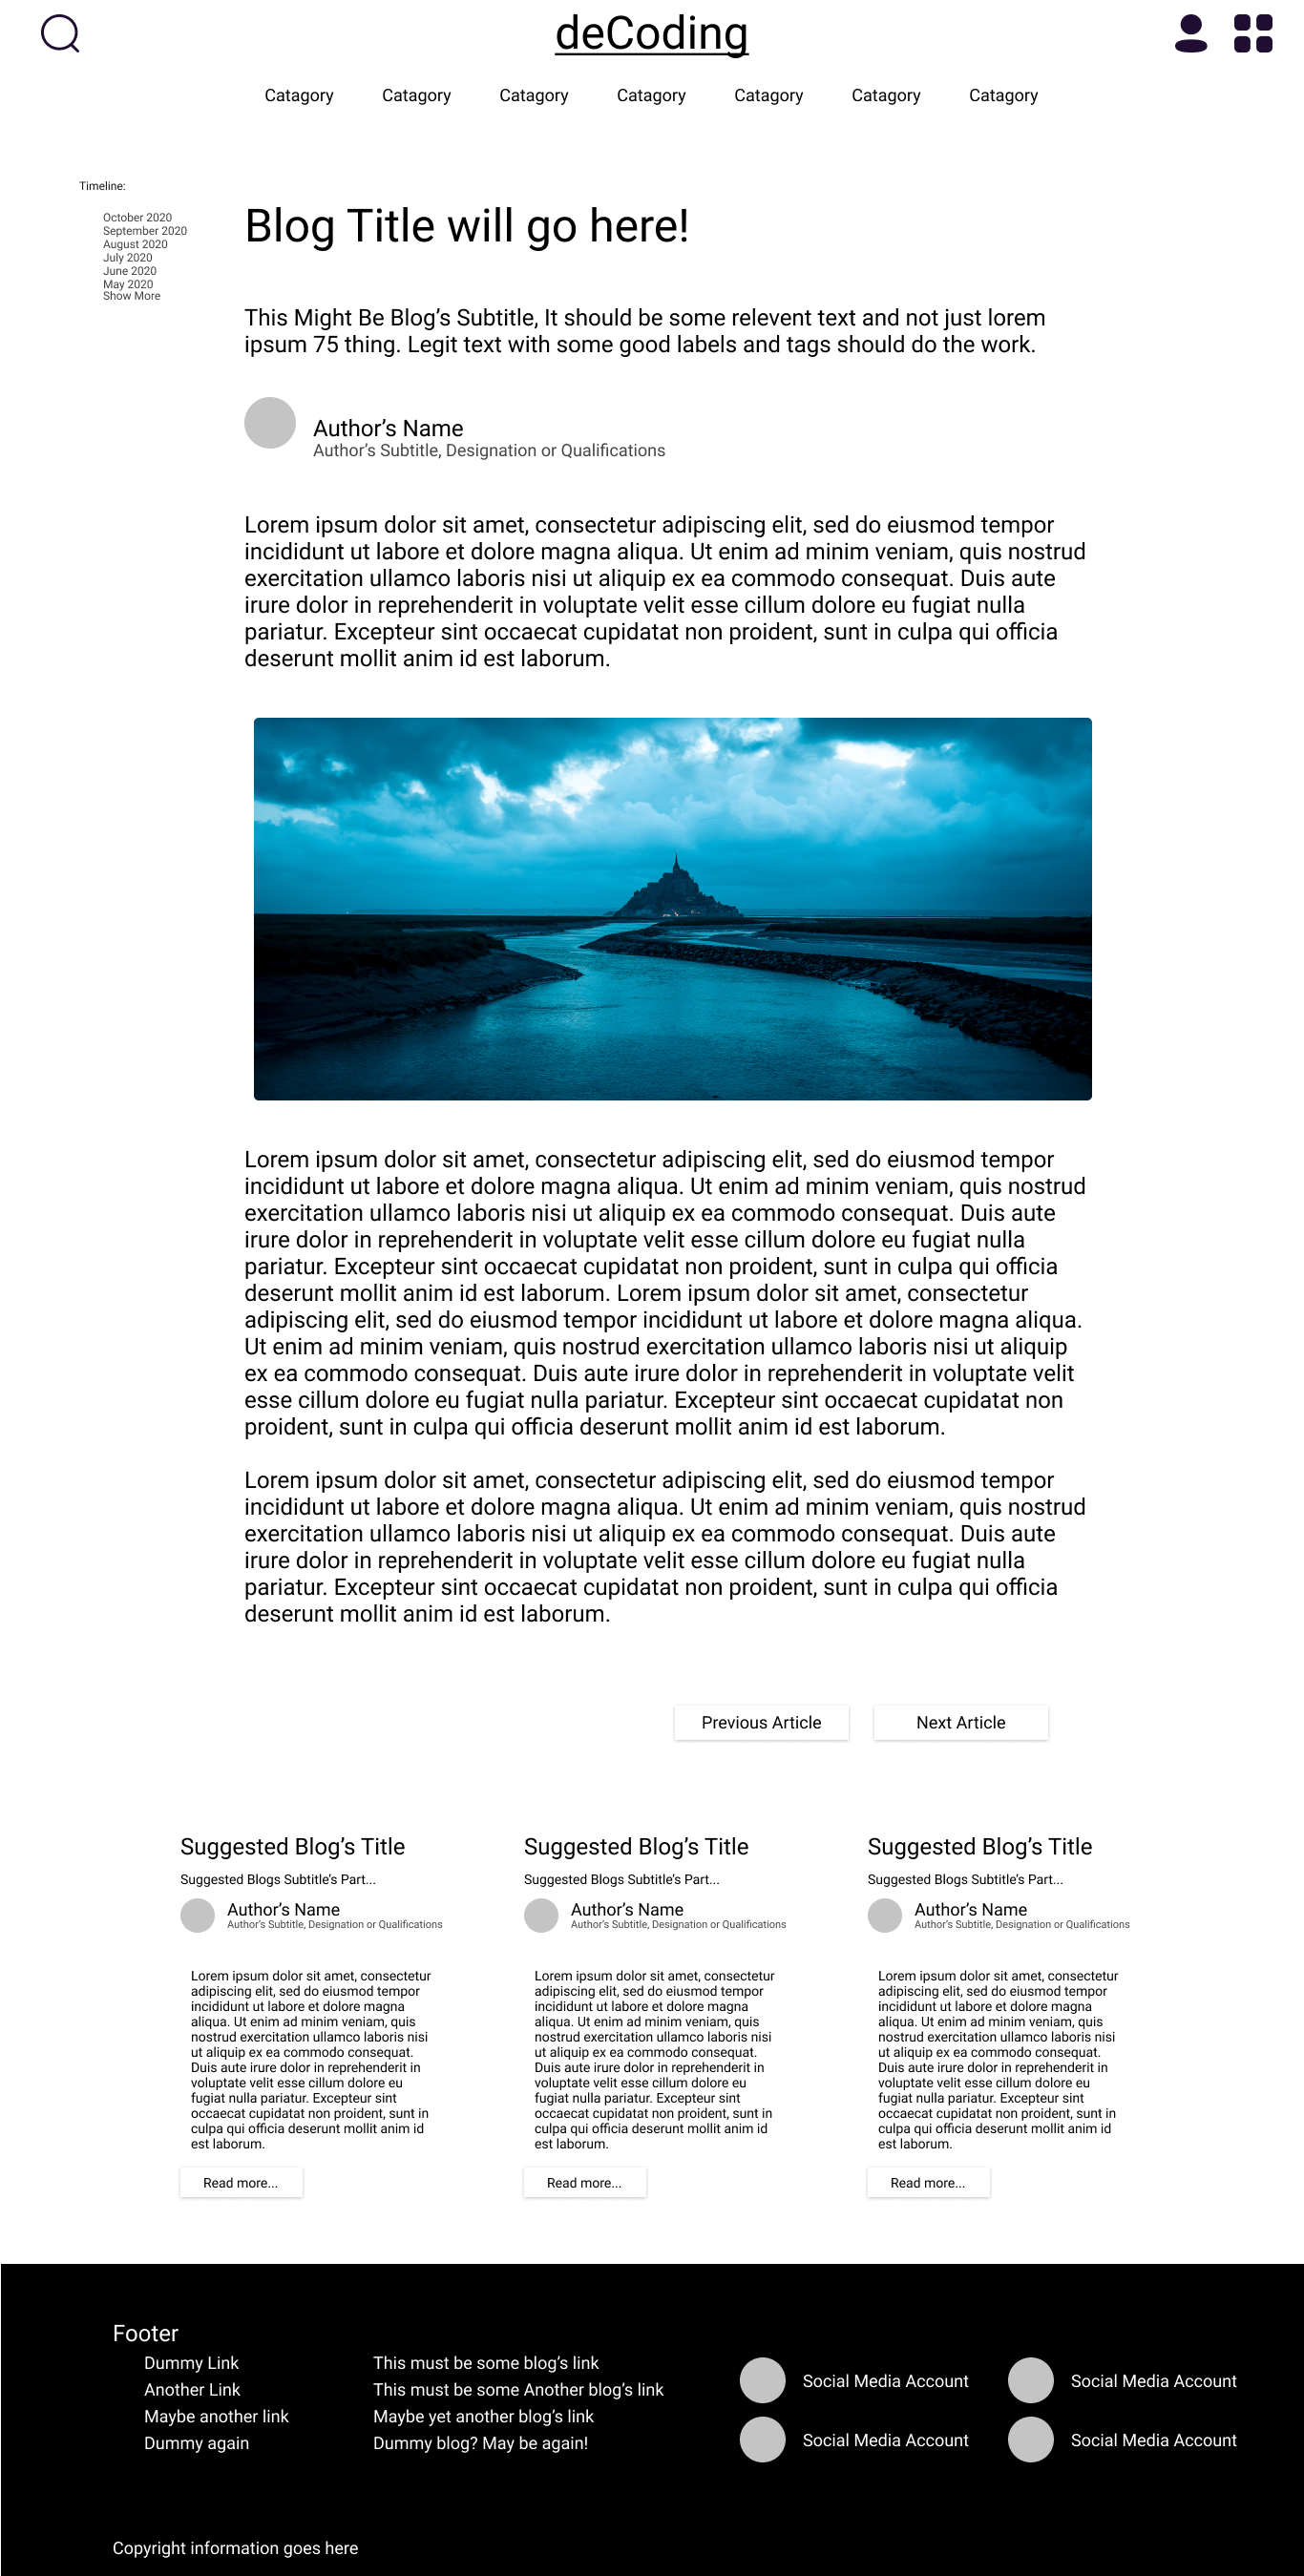 deCoding
Catagory Catagory Catagory Catagory Catagory Catagory Catagory
Timeline:
October 2020
September 2020
August 2020
July 2020
June 2020
May 2020
Show More
Blog Title will go here!
This Might Be Blog’s Subtitle, It should be some relevent text and not just lorem
ipsum 75 thing. Legit text with some good labels and tags should do the work.
Author’s Name
Author’s Subtitle, Designation or Qualifications
Lorem ipsum dolor sit amet, consectetur adipiscing elit, sed do eiusmod tempor
incididunt ut labore et dolore magna aliqua. Ut enim ad minim veniam, quis nostrud
exercitation ullamco laboris nisi ut aliquip ex ea commodo consequat. Duis aute
irure dolor in reprehenderit in voluptate velit esse cillum dolore eu fugiat nulla
pariatur. Excepteur sint occaecat cupidatat non proident, sunt in culpa qui officia
deserunt mollit anim id est laborum.
Lorem ipsum dolor sit amet, consectetur adipiscing elit, sed do eiusmod tempor
incididunt ut labore et dolore magna aliqua. Ut enim ad minim veniam, quis nostrud
exercitation ullamco laboris nisi ut aliquip ex ea commodo consequat. Duis aute
irure dolor in reprehenderit in voluptate velit esse cillum dolore eu fugiat nulla
pariatur. Excepteur sint occaecat cupidatat non proident, sunt in culpa qui officia
deserunt mollit anim id est laborum. Lorem ipsum dolor sit amet, consectetur
adipiscing elit, sed do eiusmod tempor incididunt ut labore et dolore magna aliqua.
Ut enim ad minim veniam, quis nostrud exercitation ullamco laboris nisi ut aliquip
ex ea commodo consequat. Duis aute irure dolor in reprehenderit in voluptate velit
esse cillum dolore eu fugiat nulla pariatur. Excepteur sint occaecat cupidatat non
proident, sunt in culpa qui officia deserunt mollit anim id est laborum.
Lorem ipsum dolor sit amet, consectetur adipiscing elit, sed do eiusmod tempor
incididunt ut labore et dolore magna aliqua. Ut enim ad minim veniam, quis nostrud
exercitation ullamco laboris nisi ut aliquip ex ea commodo consequat. Duis aute
irure dolor in reprehenderit in voluptate velit esse cillum dolore eu fugiat nulla
pariatur. Excepteur sint occaecat cupidatat non proident, sunt in culpa qui officia
deserunt mollit anim id est laborum.
Previous Article
Next Article
Suggested Blog’s Title
Suggested Blogs Subtitle’s Part...
Author’s Name
Author’s Subtitle, Designation or Qualifications
Lorem ipsum dolor sit amet, consectetur
adipiscing elit, sed do eiusmod tempor
incididunt ut labore et dolore magna
aliqua. Ut enim ad minim veniam, quis
nostrud exercitation ullamco laboris nisi
ut aliquip ex ea commodo consequat.
Duis aute irure dolor in reprehenderit in
voluptate velit esse cillum dolore eu
fugiat nulla pariatur. Excepteur sint
occaecat cupidatat non proident, sunt in
culpa qui officia deserunt mollit anim id
est laborum.
Read more...
Suggested Blog’s Title
Suggested Blogs Subtitle’s Part...
Author’s Name
Author’s Subtitle, Designation or Qualifications
Lorem ipsum dolor sit amet, consectetur
adipiscing elit, sed do eiusmod tempor
incididunt ut labore et dolore magna
aliqua. Ut enim ad minim veniam, quis
nostrud exercitation ullamco laboris nisi
ut aliquip ex ea commodo consequat.
Duis aute irure dolor in reprehenderit in
voluptate velit esse cillum dolore eu
fugiat nulla pariatur. Excepteur sint
occaecat cupidatat non proident, sunt in
culpa qui officia deserunt mollit anim id
est laborum.
Read more...
Suggested Blog’s Title
Suggested Blogs Subtitle’s Part...
Author’s Name
Author’s Subtitle, Designation or Qualifications
Lorem ipsum dolor sit amet, consectetur
adipiscing elit, sed do eiusmod tempor
incididunt ut labore et dolore magna
aliqua. Ut enim ad minim veniam, quis
nostrud exercitation ullamco laboris nisi
ut aliquip ex ea commodo consequat.
Duis aute irure dolor in reprehenderit in
voluptate velit esse cillum dolore eu
fugiat nulla pariatur. Excepteur sint
occaecat cupidatat non proident, sunt in
culpa qui officia deserunt mollit anim id
est laborum.
Read more...
Footer
Dummy Link
Another Link
Maybe another link
Dummy again
This must be some blog’s link
This must be some Another blog’s link
Maybe yet another blog’s link
Dummy blog? May be again!
Social Media Account
Social Media Account
Social Media Account
Social Media Account
Copyright information goes here